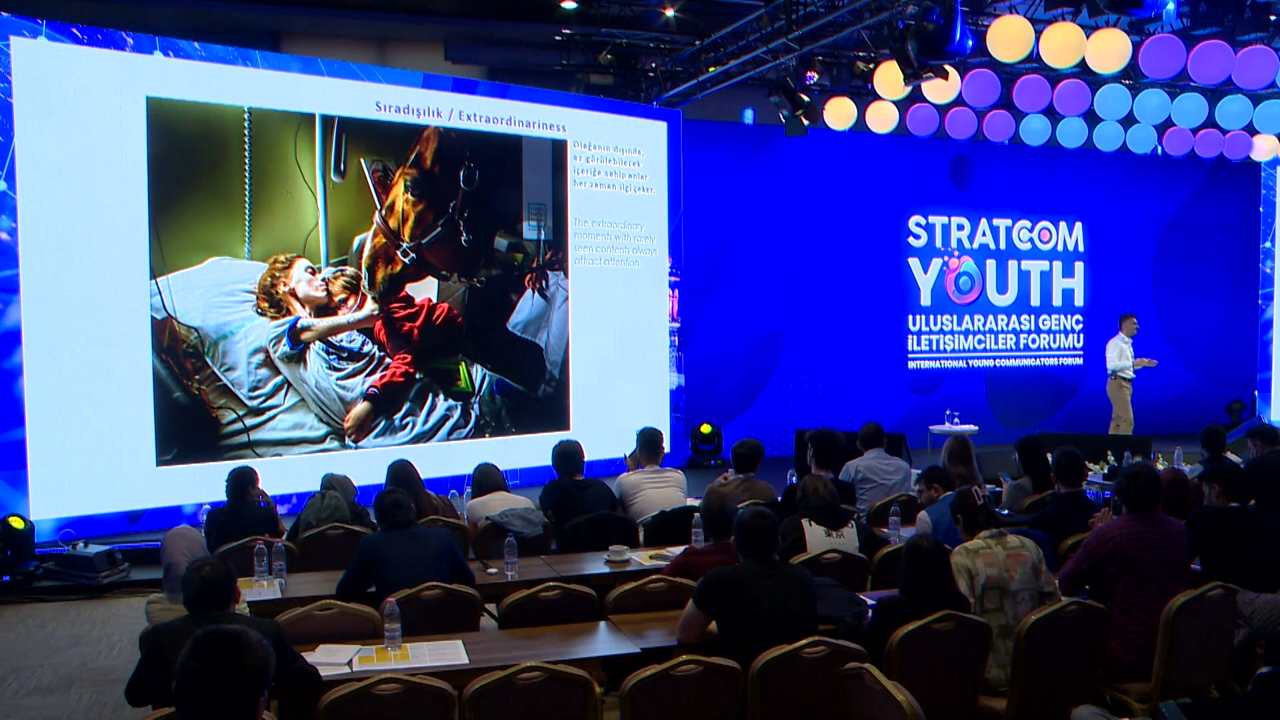 Sıradışılık / Extraordinariness
Olağanın dışında,
az görülebilecek
içeriğe sahip anlar
her zaman ilgi çeker.
The extraordinary
moments with rarely
seen contents always
attract attention.
STRATCOM
YOUTH
ULUSLARARASI GENÇ
İLETİŞİMCİLER FORUMU
INTERNATIONAL YOUNG COMMUNICATORS FORUM